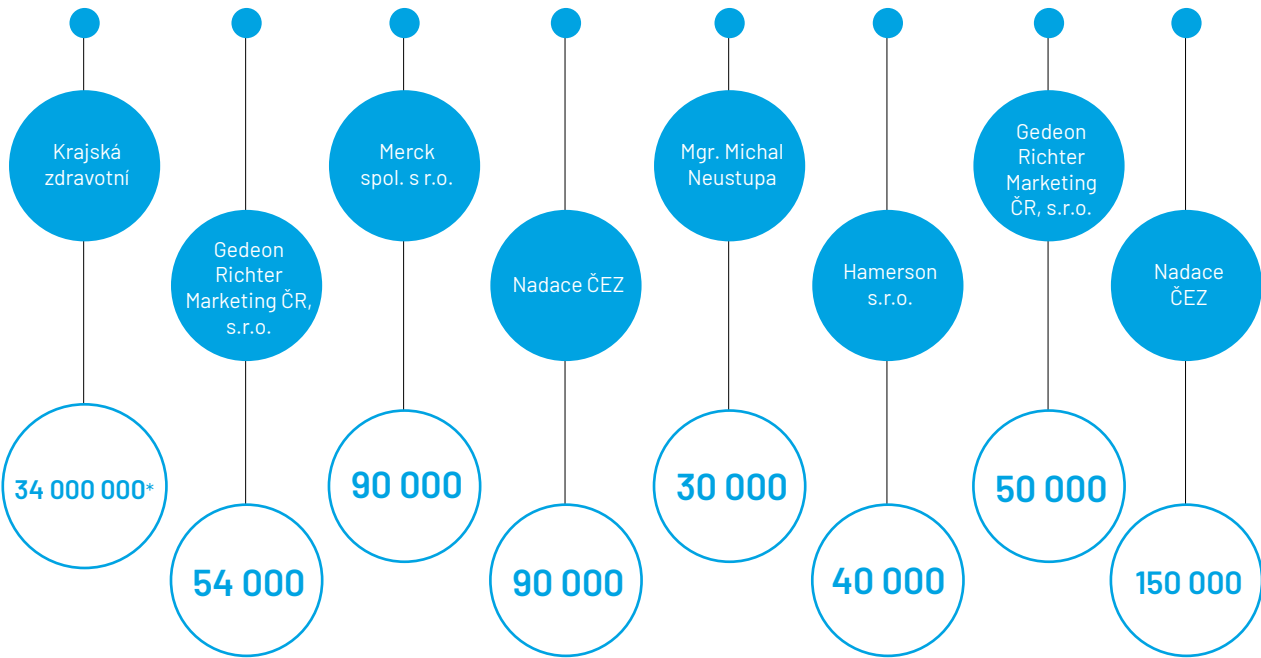 Krajská
zdravotní
34 000 000*
Gedeon
Richter
Marketing ČR,
s.r.o.
54 000
Merck
spol. s r.o.
90 000
Nadace ČEZ
90 000
Mgr. Michal
Neustupa
30 000
Hamerson
s.r.o.
40 000
Gedeon
Richter
Marketing
ČR, s.r.o.
50 000
Nadace
ČEZ
150 000